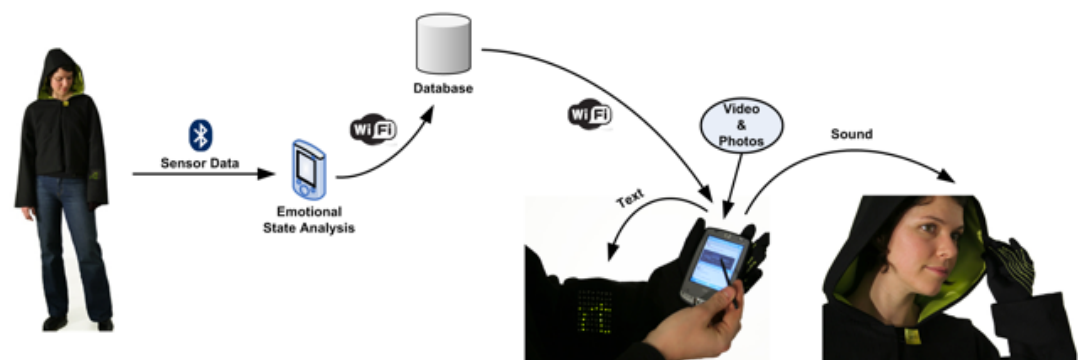 Sensor Data
Emotional
State Analysis
WiFi
Database
WiFi
Video
&
Photos
Text
Sound